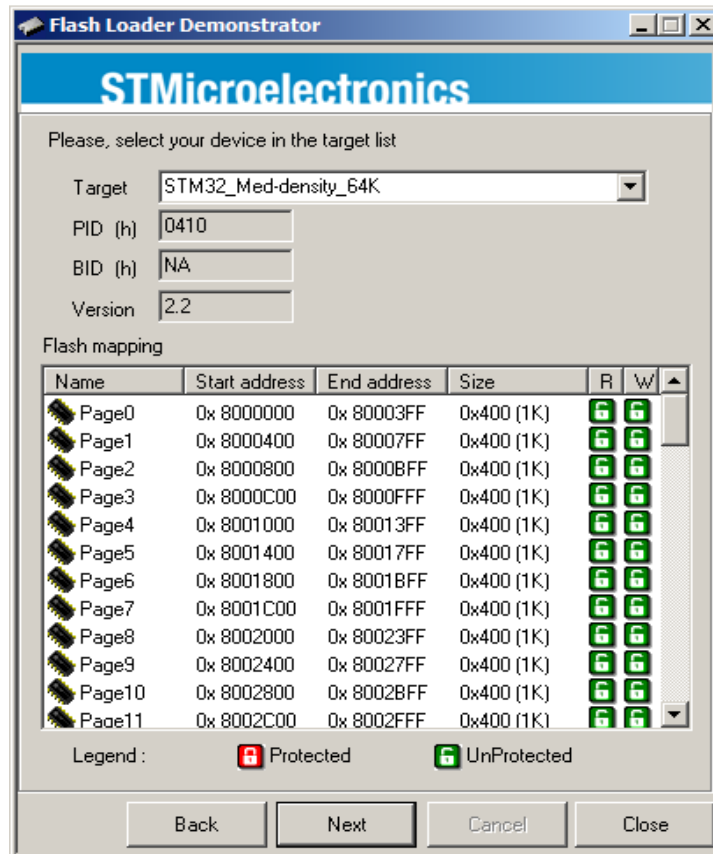 Flash Loader Demonstrator
STMicroelectronics
Please, select your device in the target list
Target STM32_Med-density_64K
PID (h) 0410
BID (h) NA
Version 2.2
Flash mapping
Name Start address End address Size R W
Page0 0x 8000000 0x 80003FF 0x400 (1K)
Page1 0x 8000400 0x 80007FF 0x400 (1K)
Page2 0x 8000800 0x 8000BFF 0x400 (1K)
Page3 0x 8000C00 0x 8000FFF 0x400 (1K)
Page4 0x 8001000 0x 80013FF 0x400 (1K)
Page5 0x 8001400 0x 80017FF 0x400 (1K)
Page6 0x 8001800 0x 8001BFF 0x400 (1K)
Page7 0x 8001C00 0x 8001FFF 0x400 (1K)
Page8 0x 8002000 0x 80023FF 0x400 (1K)
Page9 0x 8002400 0x 80027FF 0x400 (1K)
Page10 0x 8002800 0x 8002BFF 0x400 (1K)
Page11 0x 8002C00 0x 8002FFF 0x400 (1K)
Legend : Protected UnProtected
Back Next Cancel Close